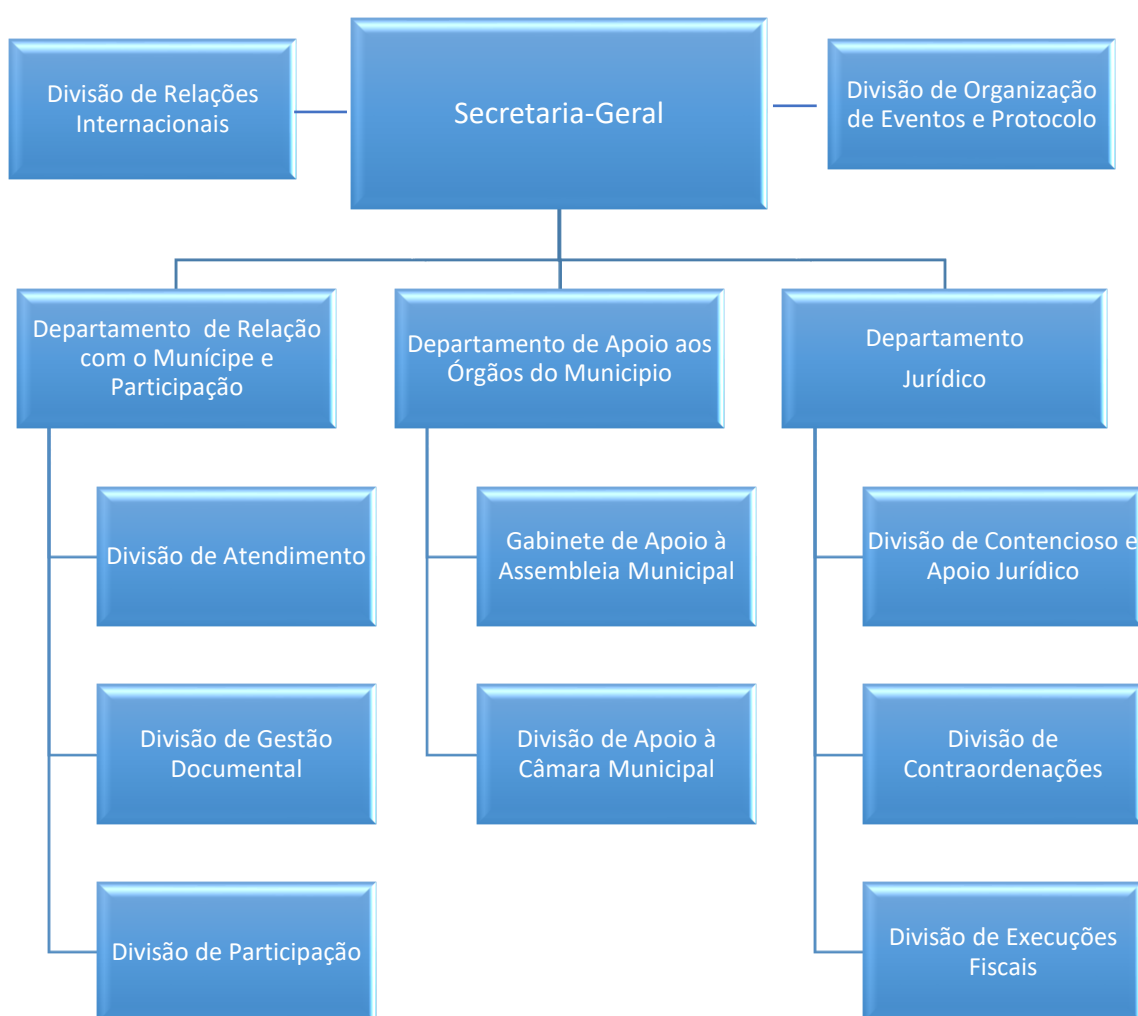 Divisão de Relações
Internacionais
Secretaria-Geral
Divisão de Organização
de Eventos e Protocolo
Departamento  de Relação
com o Munícipe e
Participação
Departamento de Apoio aos
Órgãos do Municipio
Departamento
Jurídico
Divisão de Atendimento
Gabinete de Apoio à
Assembleia Municipal
Divisão de Contencioso e
Apoio Jurídico
Divisão de Gestão
Documental
Divisão de Apoio à
Câmara Municipal
Divisão de
Contraordenações
Divisão de Participação
Divisão de Execuções
Fiscais